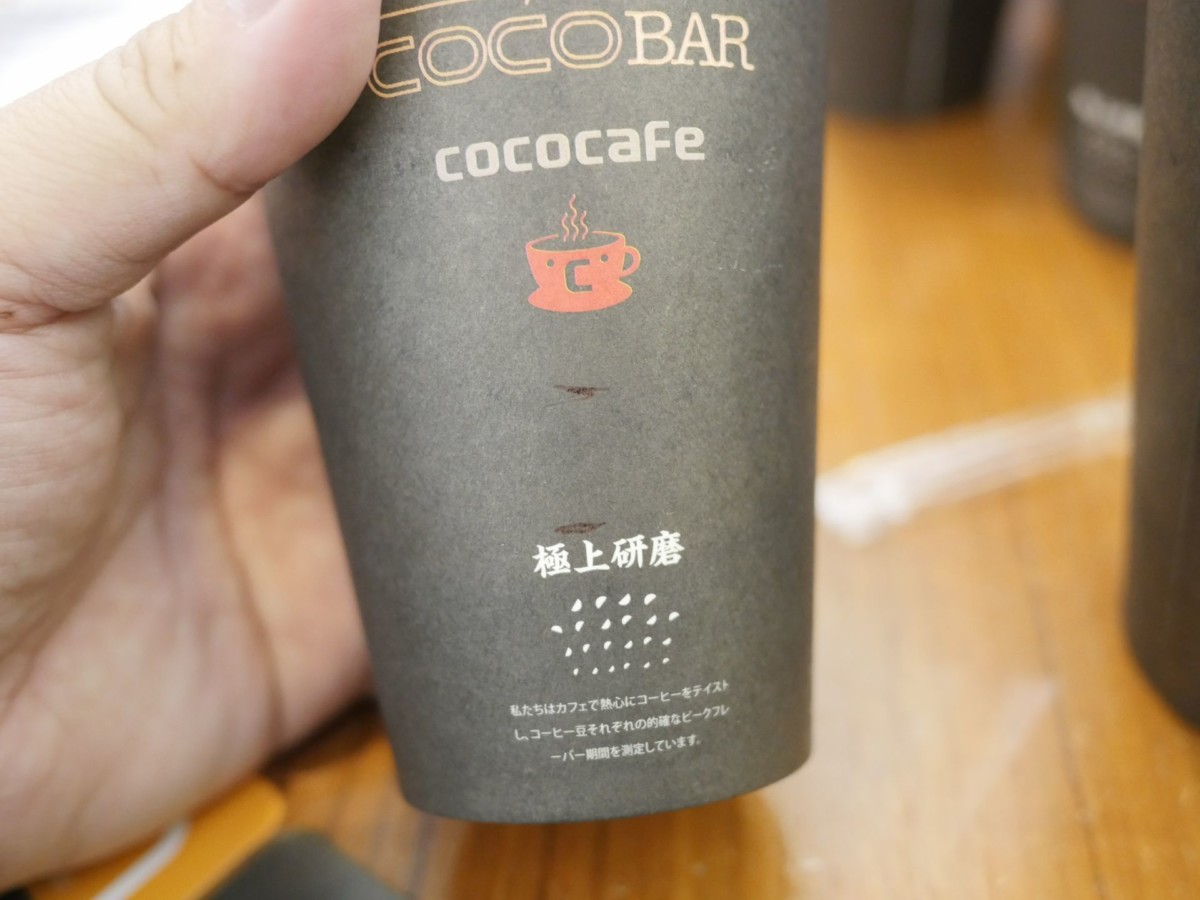 COCOBAR
cococafe
C
極上研磨
私たちはカフェで熱心にコーヒーをテイスト
し、コーヒー豆それぞれの的確なピークフレ
ーバー期間を測定しています。